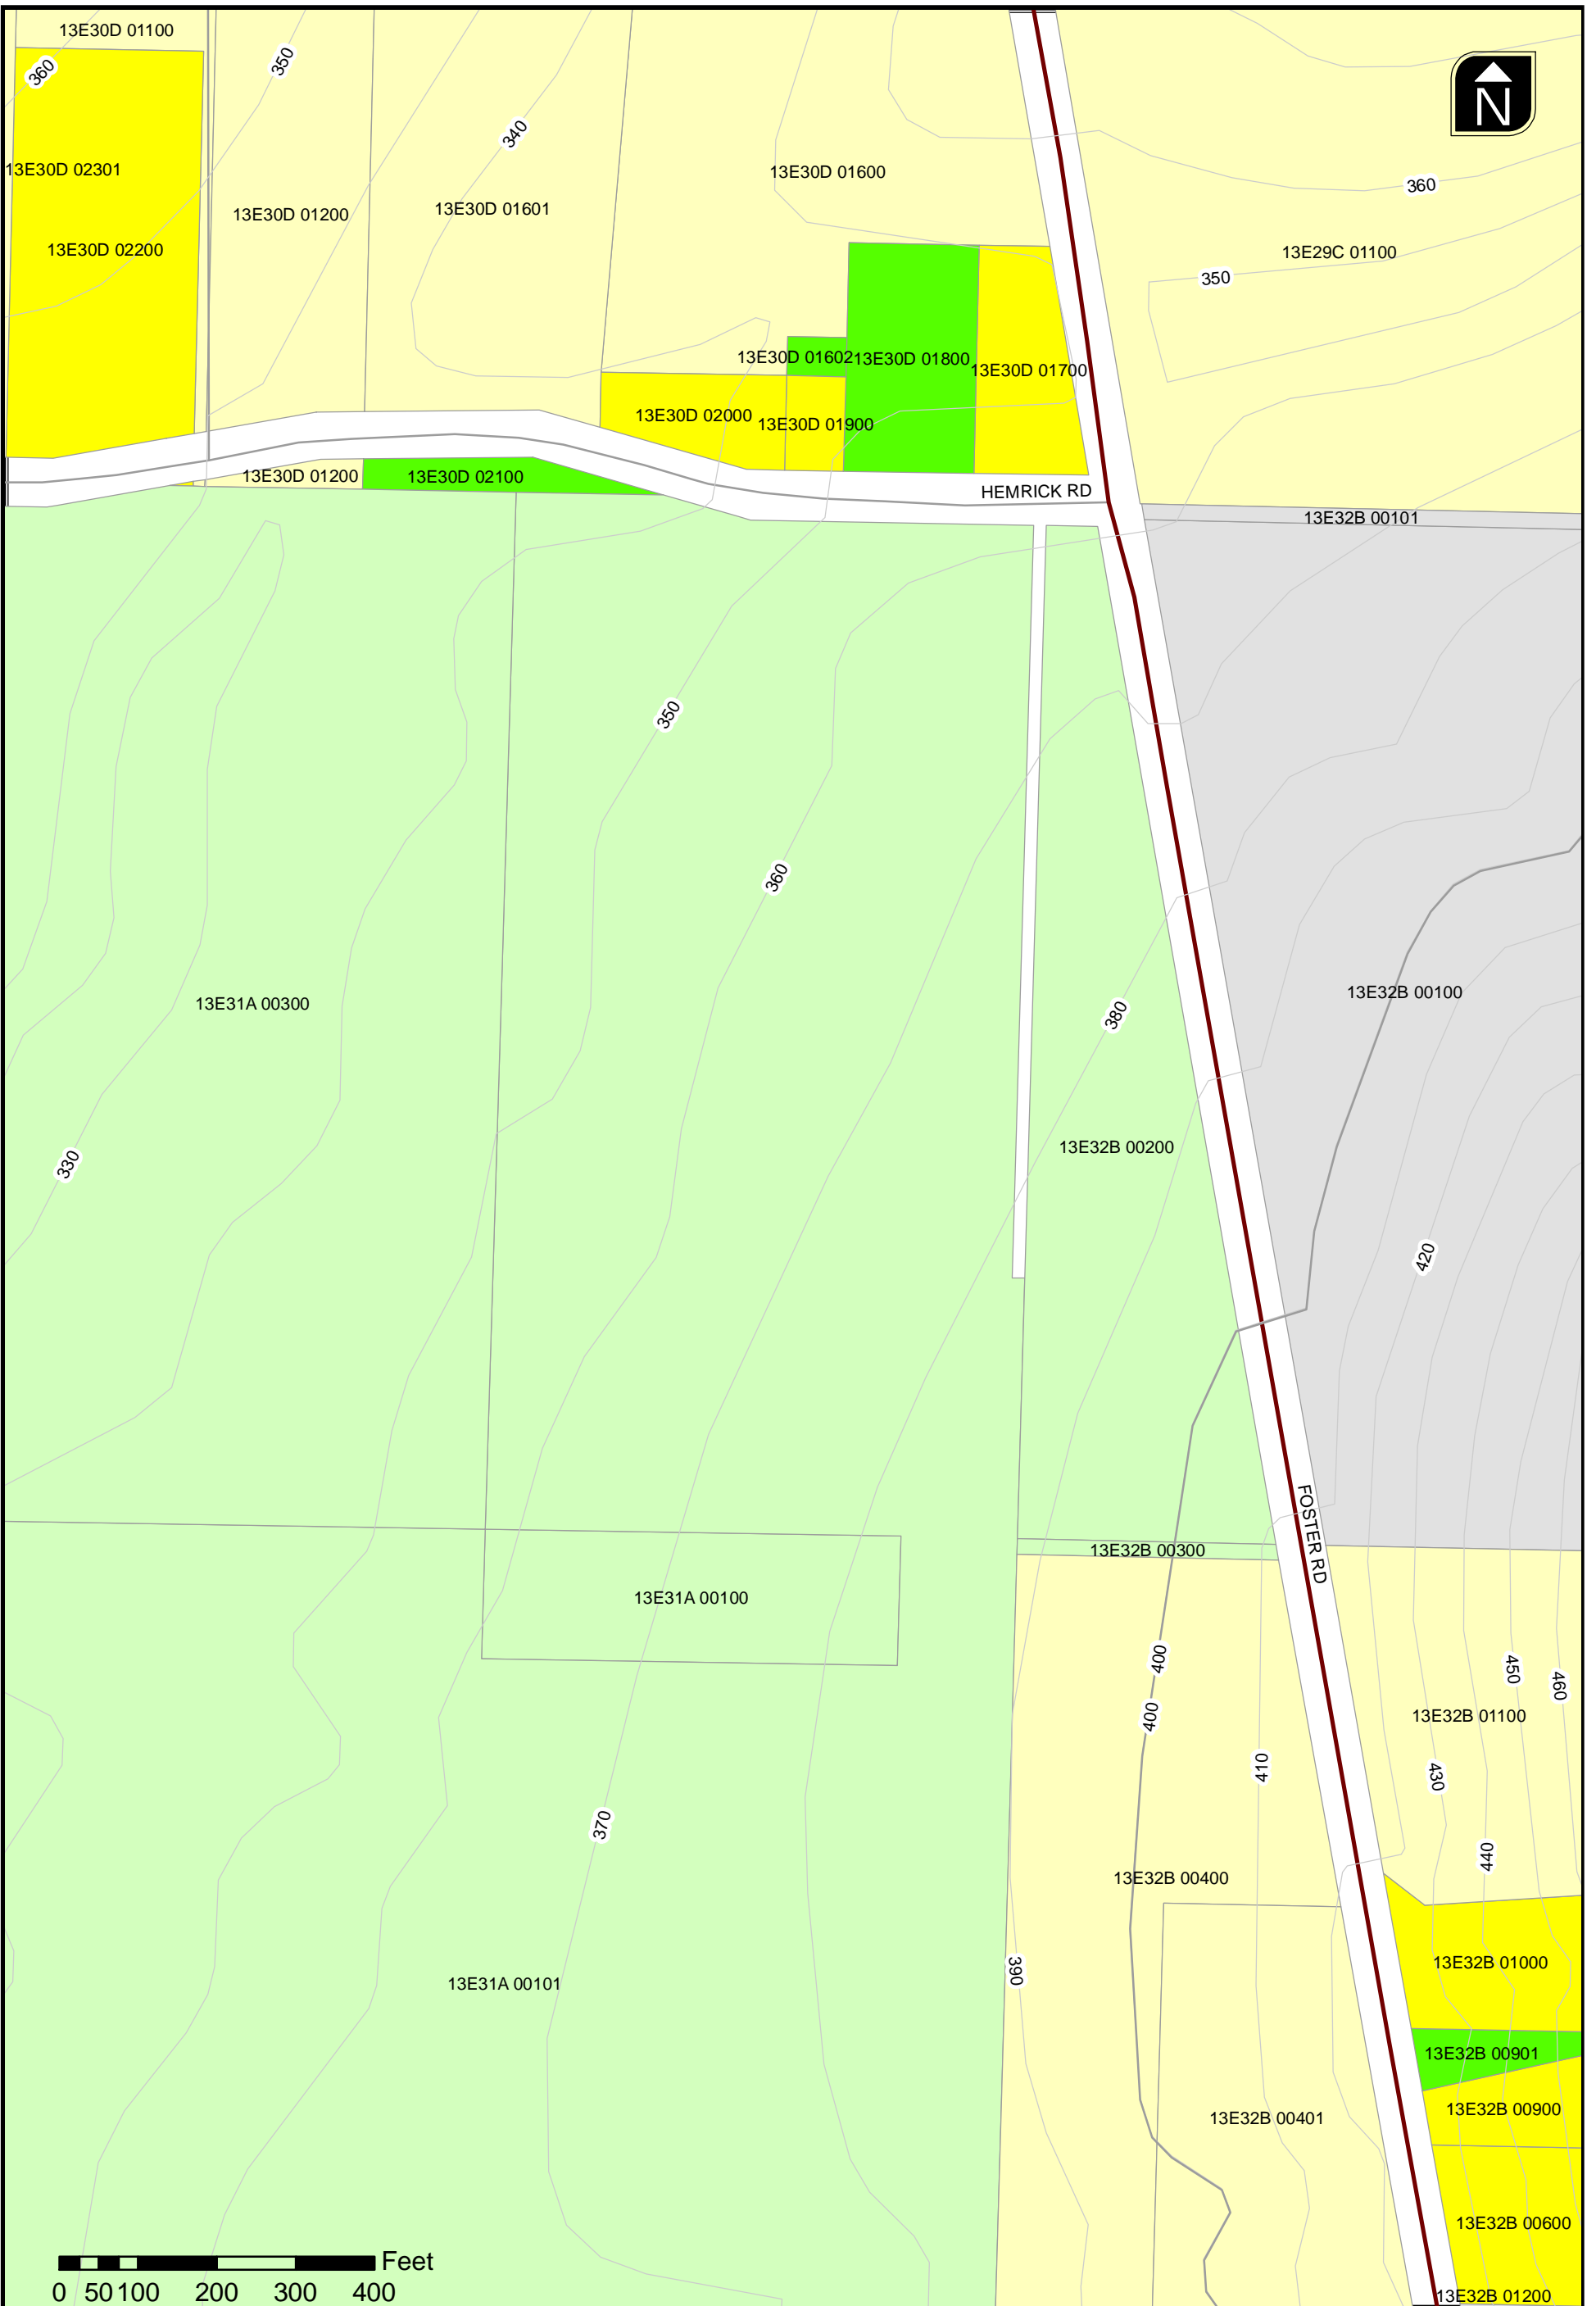 13E30D 01100
360
350
340
N
13E30D 02301
13E30D 01600
360
13E30D 01200
13E30D 01601
13E30D 02200
13E29C 01100
350
13E30D 01602
13E30D 01800
13E30D 01700
13E30D 02000
13E30D 01900
13E30D 01200
13E30D 02100
HEMRICK RD
13E32B 00101
350
360
13E32B 00100
13E31A 00300
380
13E32B 00200
330
420
FOSTER RD
13E32B 00300
13E31A 00100
400
450
460
400
13E32B 01100
410
430
370
440
13E32B 00400
13E32B 01000
390
13E31A 00101
13E32B 00901
13E32B 00900
13E32B 00401
13E32B 00600
Feet
0 50 100 200 300 400
13E32B 01200